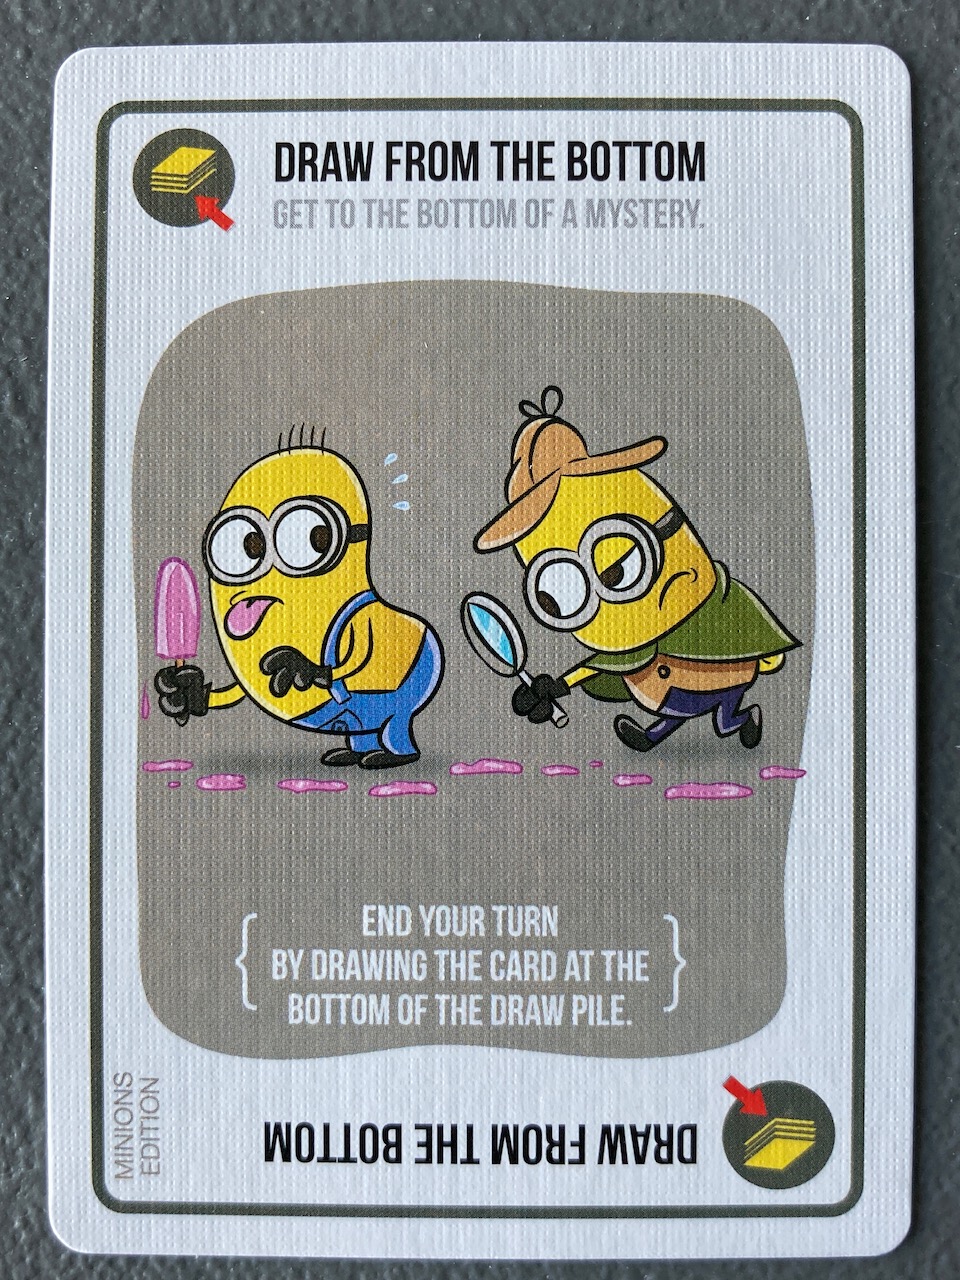 DRAW FROM THE BOTTOM
GET TO THE BOTTOM OF A MYSTERY.
END YOUR TURN
BY DRAWING THE CARD AT THE
BOTTOM OF THE DRAW PILE.
MINIONS
EDITION
DRAW FROM THE BOTTOM